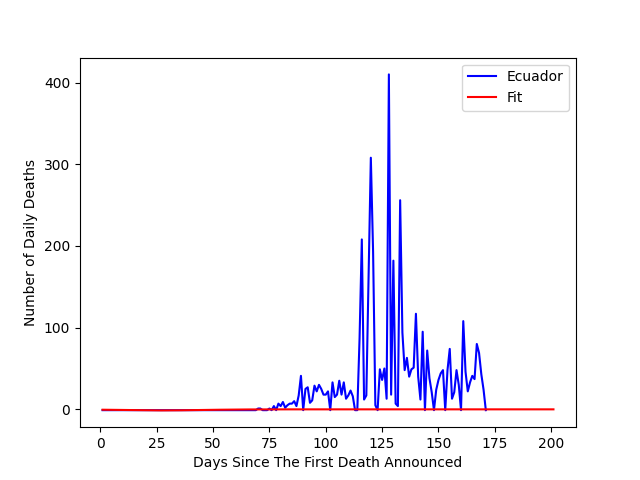 Ecuador
Fit
400
300
200
100
0
Number of Daily Deaths
0 25 50 75 100 125 150 175 200
Days Since The First Death Announced